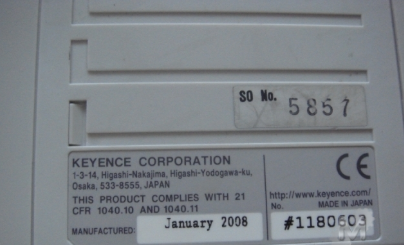 SO No. 5857
KEYENCE CORPORATION
1-3-14, Higashi-Nakajima, Higashi-Yodogawa-ku,
Osaka, 533-8555, JAPAN
THIS PRODUCT COMPLIES WITH 21
CFR 1040.10 AND 1040.11
MANUFACTURED: January 2008
CE
http://www.keyence.com/
No. MADE IN JAPAN
#1180603